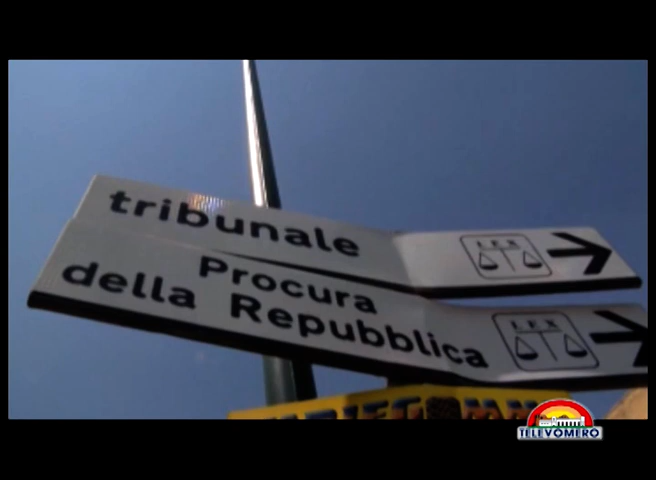 tribunale
LEX
Procura
della Repubblica
LEX
TELEVOMERO